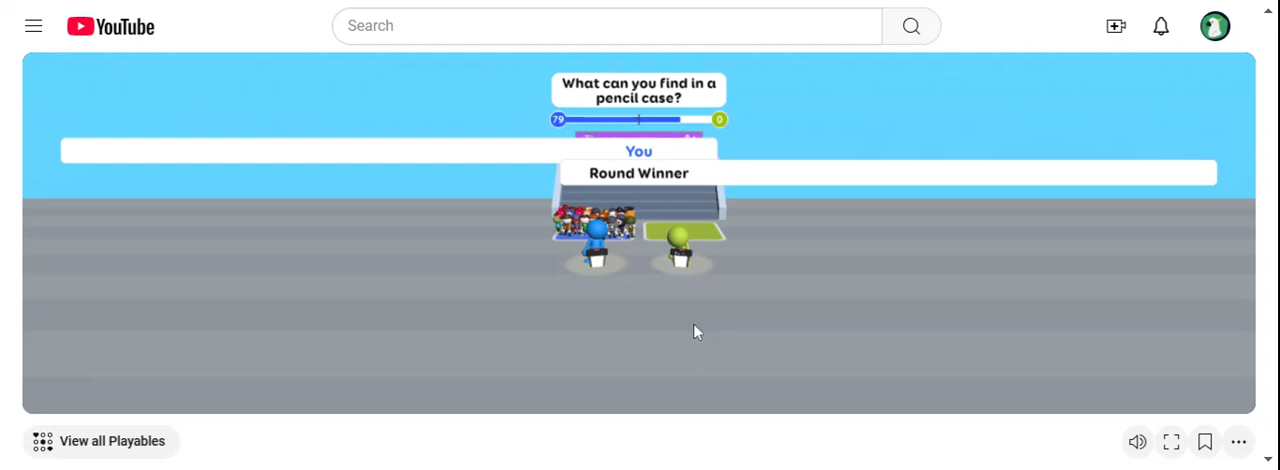 YouTube
Search
What can you find in a
pencil case?
79
0
You
Round Winner
View all Playables